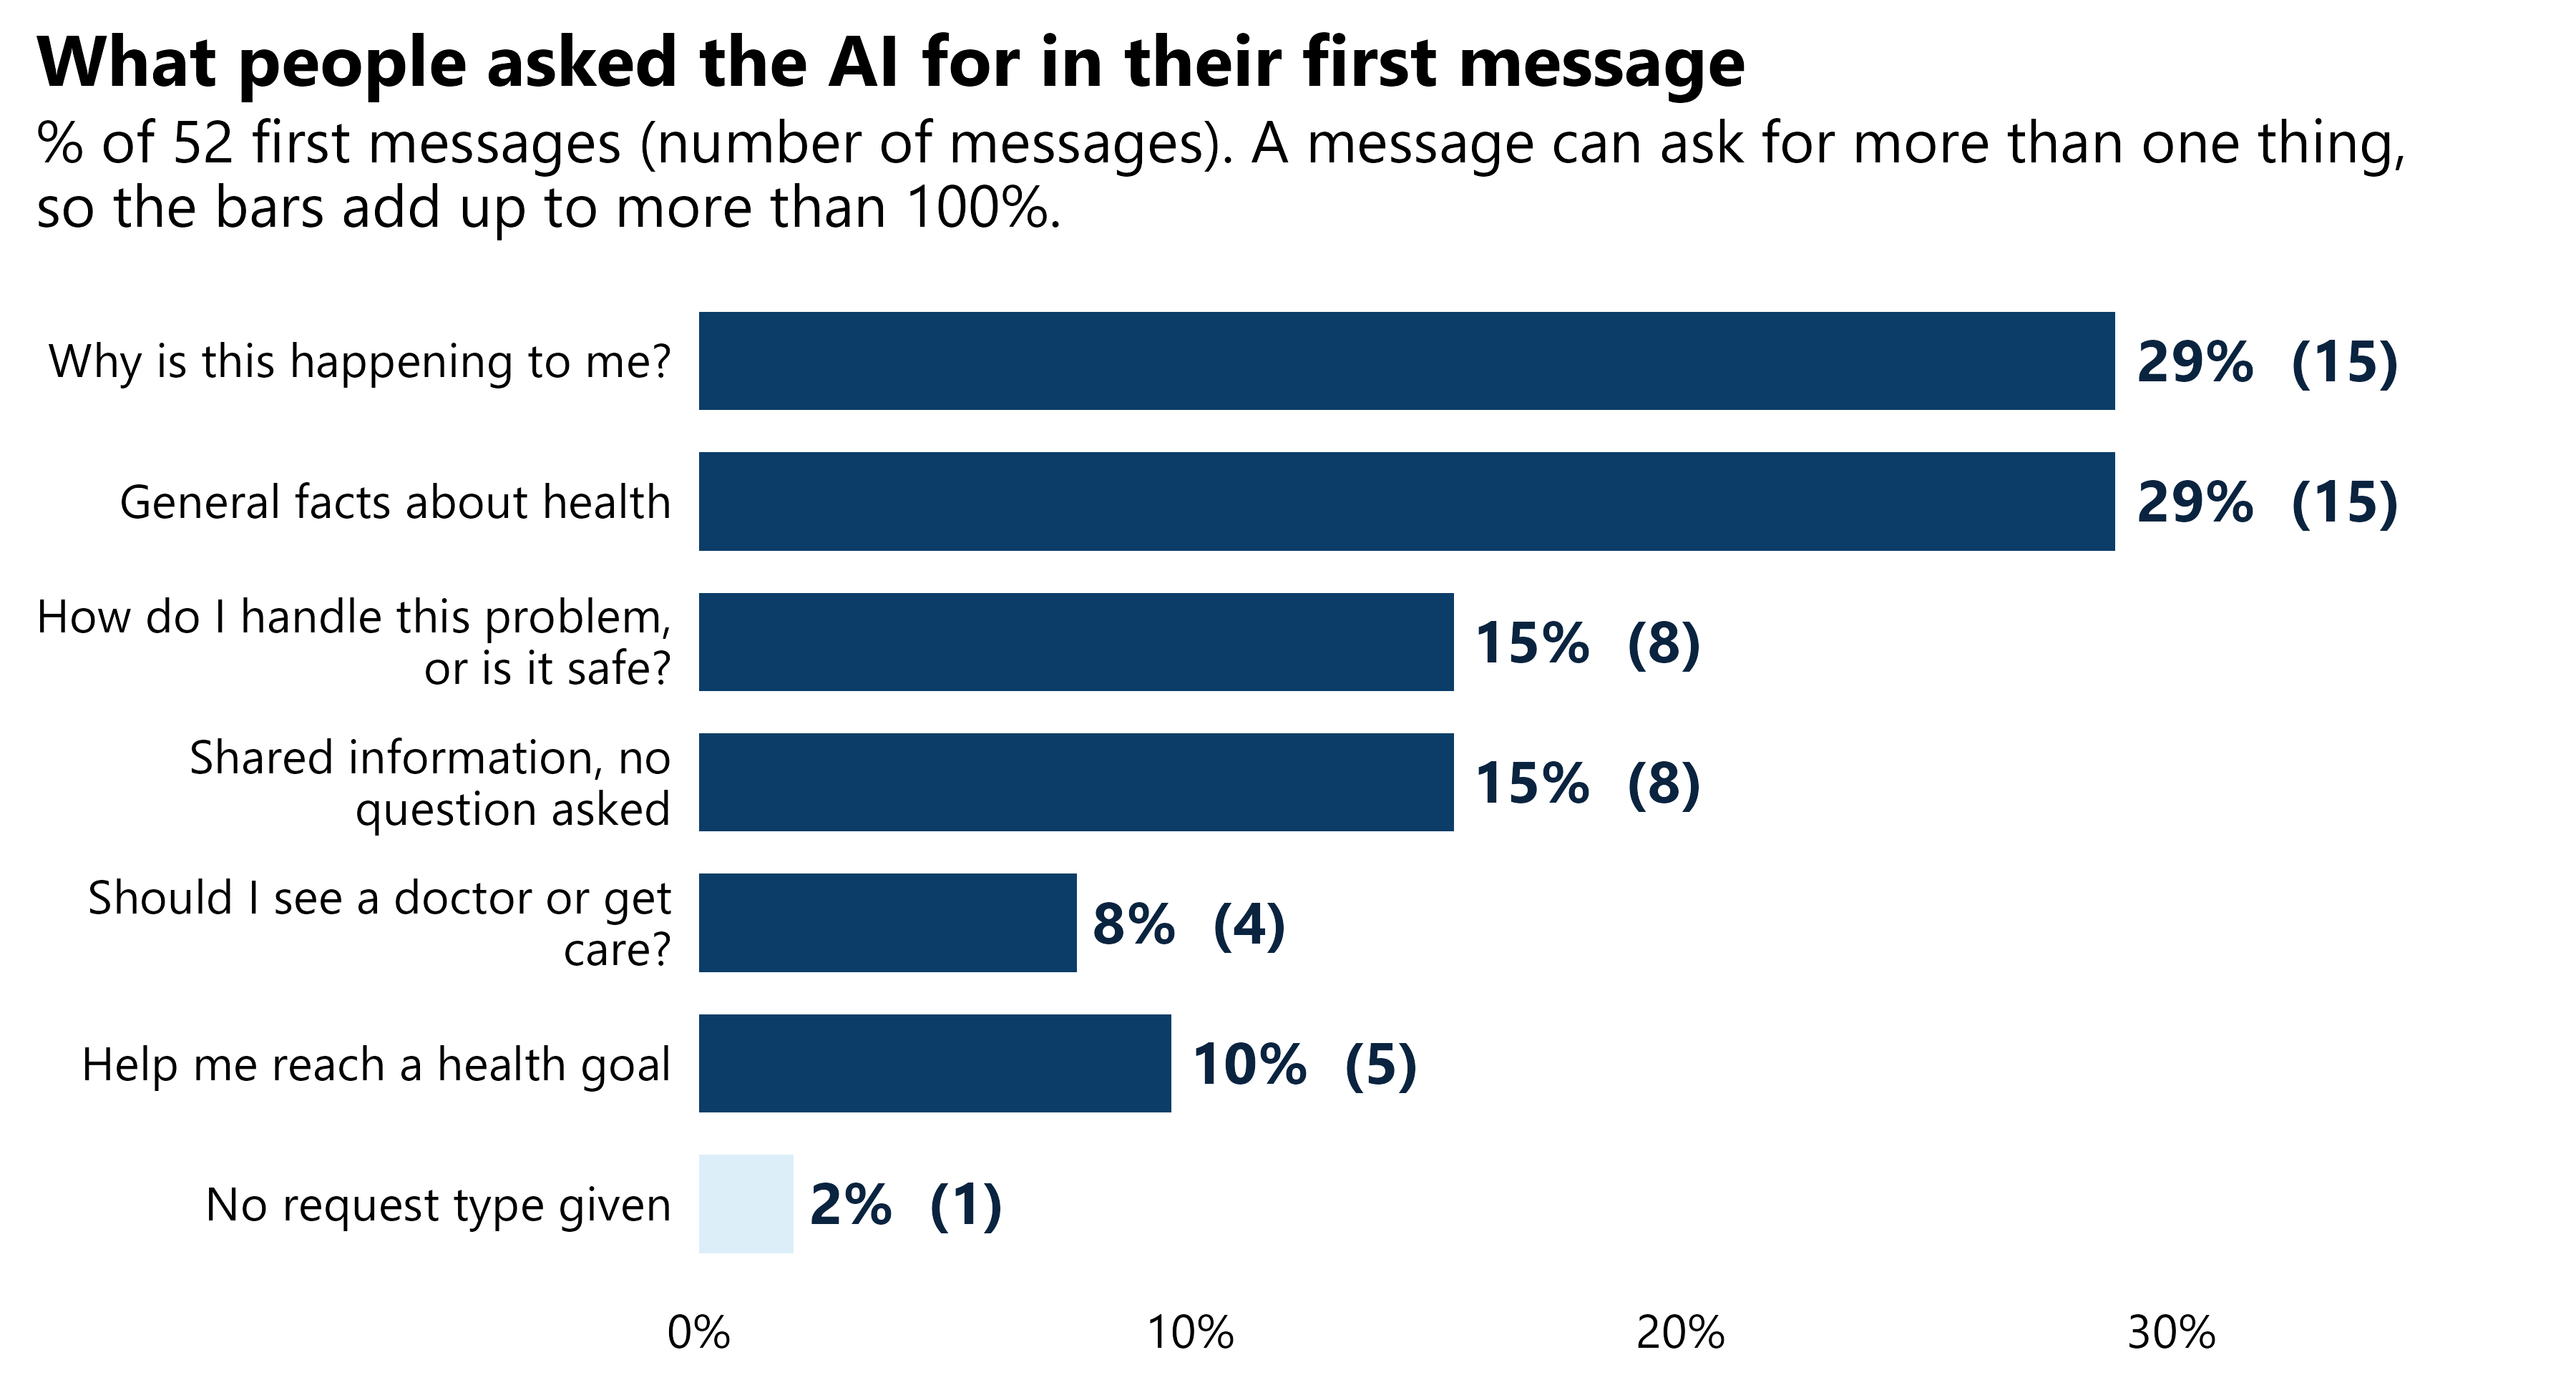 What people asked the AI for in their first message
% of 52 first messages (number of messages). A message can ask for more than one thing,
so the bars add up to more than 100%.
Why is this happening to me?
29% (15)
General facts about health
29% (15)
How do I handle this problem,
or is it safe?
15% (8)
Shared information, no
question asked
15% (8)
Should I see a doctor or get
care?
8% (4)
Help me reach a health goal
10% (5)
No request type given
2% (1)
0% 10% 20% 30%